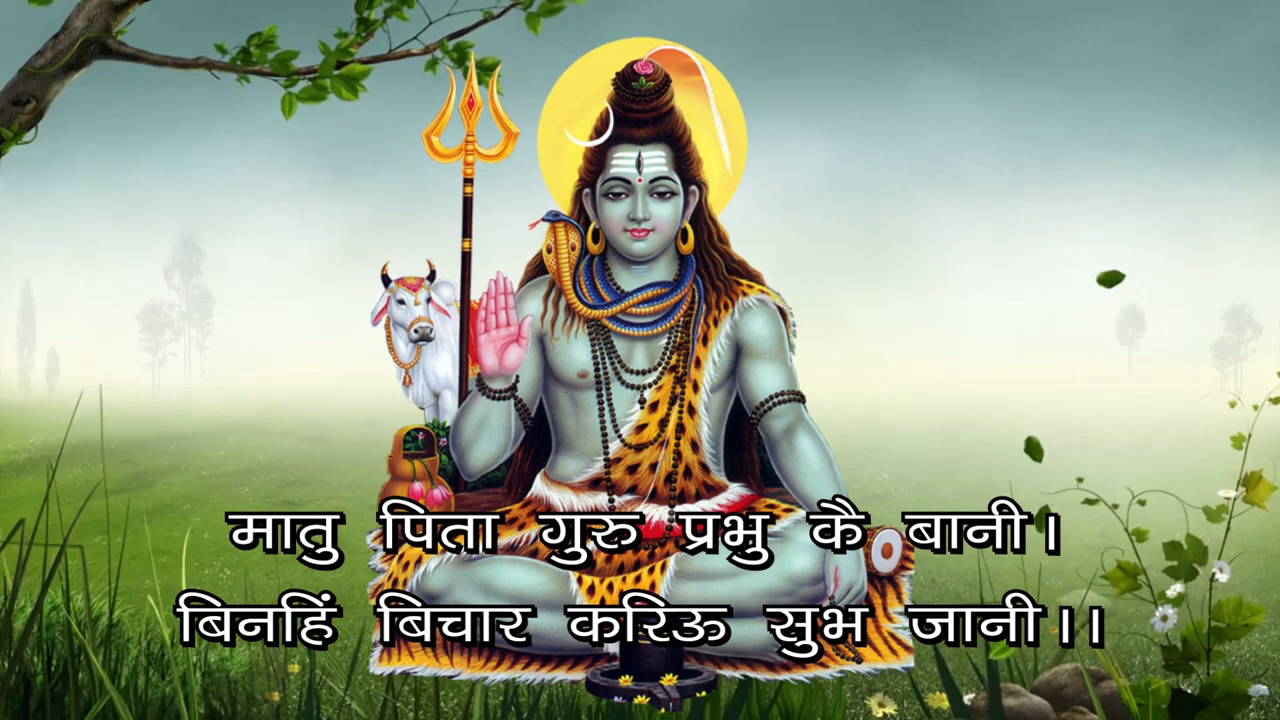 मातु पिता गुरु प्रभु कै बानी।
बिनहिं बिचार करिऊ सुभ जानी।।